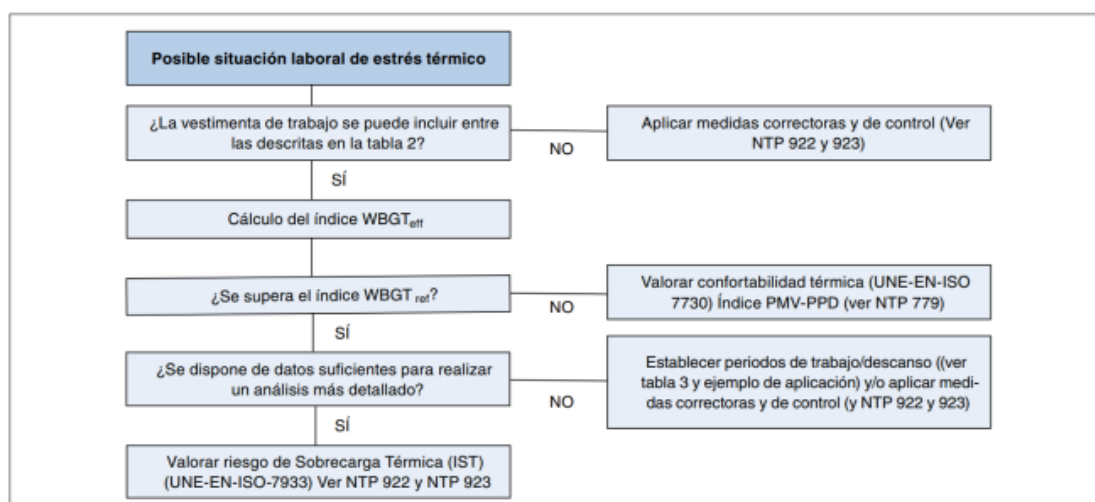 Posible situación laboral de estrés térmico
¿La vestimenta de trabajo se puede incluir entre
las descritas en la tabla 2?
NO
Aplicar medidas correctoras y de control (Ver
NTP 922 y 923)
SÍ
Cálculo del índice WBGTeff
¿Se supera el índice WBGT ref?
NO
Valorar confortabilidad térmica (UNE-EN-ISO
7730) Índice PMV-PPD (ver NTP 779)
SÍ
¿Se dispone de datos suficientes para realizar
un análisis más detallado?
NO
Establecer periodos de trabajo/descanso ((ver
tabla 3 y ejemplo de aplicación) y/o aplicar medi-
das correctoras y de control (y NTP 922 y 923)
SÍ
Valorar riesgo de Sobrecarga Térmica (IST)
(UNE-EN-ISO-7933) Ver NTP 922 y NTP 923